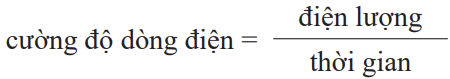 điện lượng
cường độ dòng điện =
thời gian